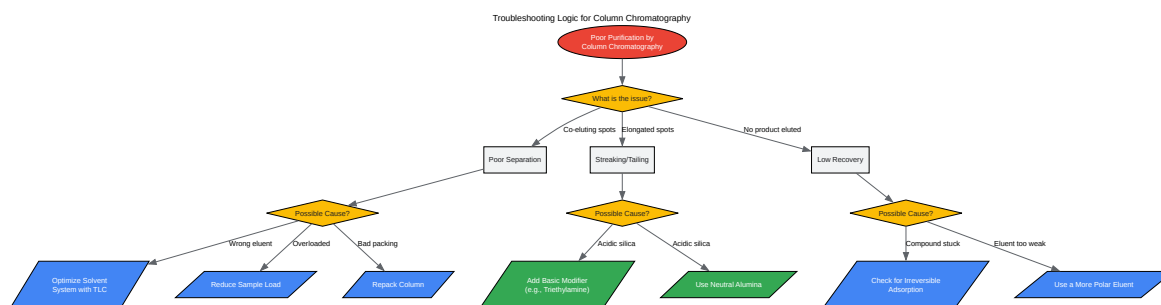 Troubleshooting Logic for Column Chromatography
Poor Purification by
Column Chromatography
What is the issue?
Co-eluting spots
Elongated spots
No product eluted
Poor Separation
Streaking/Tailing
Low Recovery
Possible Cause?
Possible Cause?
Possible Cause?
Wrong eluent
Overloaded
Bad packing
Acidic silica
Acidic silica
Compound stuck
Eluent too weak
Optimize Solvent
System with TLC
Reduce Sample Load
Repack Column
Add Basic Modifier
(e.g., Triethylamine)
Use Neutral Alumina
Check for Irreversible
Adsorption
Use a More Polar Eluent